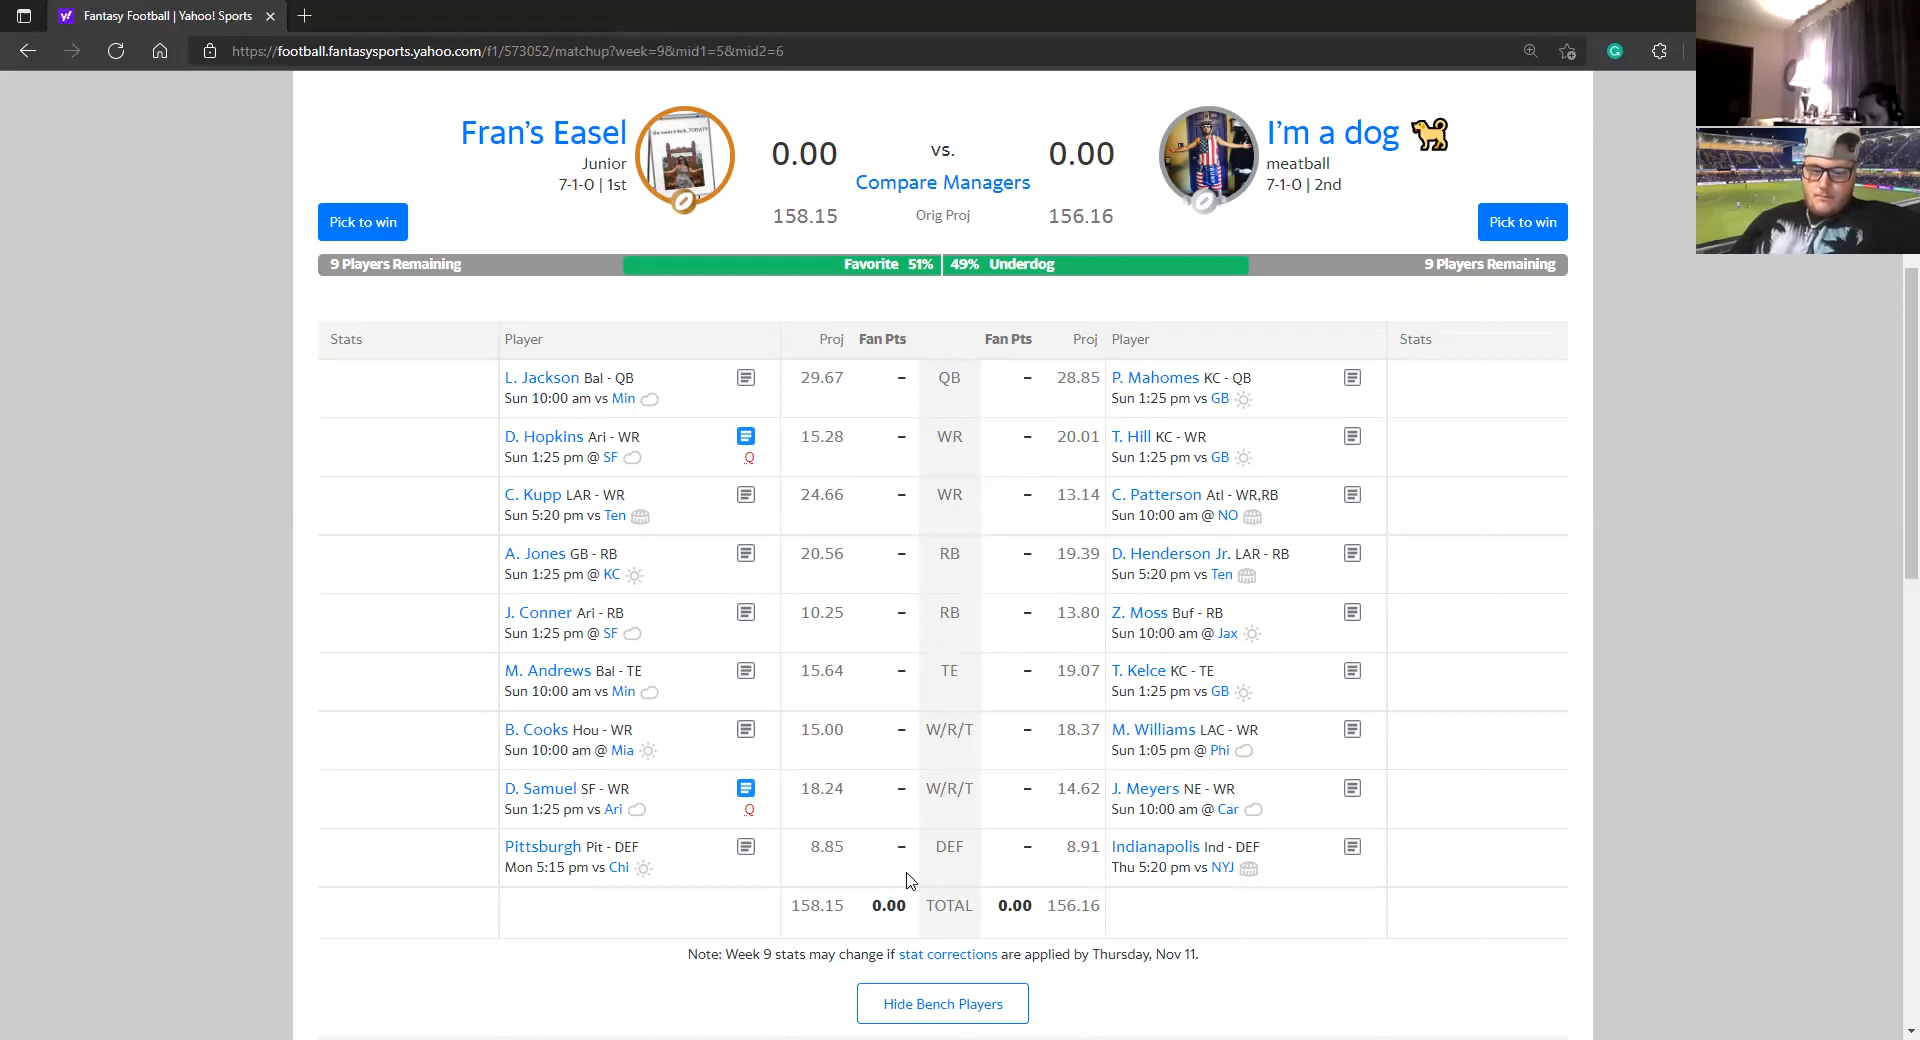 Fantasy Football | Yahoo! Sports
https://football.fantasysports.yahoo.com/f1/573052/matchup?week=9&mid1=5&mid2=6
Fran's Easel
Junior
7-1-0 | 1st
0.00
vs.
0.00
Compare Managers
158.15
Orig Proj
156.16
I'm a dog
meatball
7-1-0 | 2nd
Pick to win
Pick to win
9 Players Remaining
Favorite 51%
49% Underdog
9 Players Remaining
Stats Player Proj Fan Pts Fan Pts Proj Player Stats
L. Jackson Bal - QB 29.67 – QB – 28.85 P. Mahomes KC - QB
Sun 10:00 am vs Min Sun 1:25 pm vs GB
D. Hopkins Ari - WR 15.28 – WR – 20.01 T. Hill KC - WR
Sun 1:25 pm @ SF Q Sun 1:25 pm vs GB
C. Kupp LAR - WR 24.66 – WR – 13.14 C. Patterson Atl - WR,RB
Sun 5:20 pm vs Ten Sun 10:00 am @ NO
A. Jones GB - RB 20.56 – RB – 19.39 D. Henderson Jr. LAR - RB
Sun 1:25 pm @ KC Sun 5:20 pm vs Ten
J. Conner Ari - RB 10.25 – RB – 13.80 Z. Moss Buf - RB
Sun 1:25 pm @ SF Sun 10:00 am @ Jax
M. Andrews Bal - TE 15.64 – TE – 19.07 T. Kelce KC - TE
Sun 10:00 am vs Min Sun 1:25 pm vs GB
B. Cooks Hou - WR 15.00 – W/R/T – 18.37 M. Williams LAC - WR
Sun 10:00 am @ Mia Sun 1:05 pm @ Phi
D. Samuel SF - WR 18.24 – W/R/T – 14.62 J. Meyers NE - WR
Sun 1:25 pm vs Ari Q Sun 10:00 am @ Car
Pittsburgh Pit - DEF 8.85 – DEF – 8.91 Indianapolis Ind - DEF
Mon 5:15 pm vs Chi Thu 5:20 pm vs NYJ
158.15 0.00 TOTAL 0.00 156.16
Note: Week 9 stats may change if stat corrections are applied by Thursday, Nov 11.
Hide Bench Players